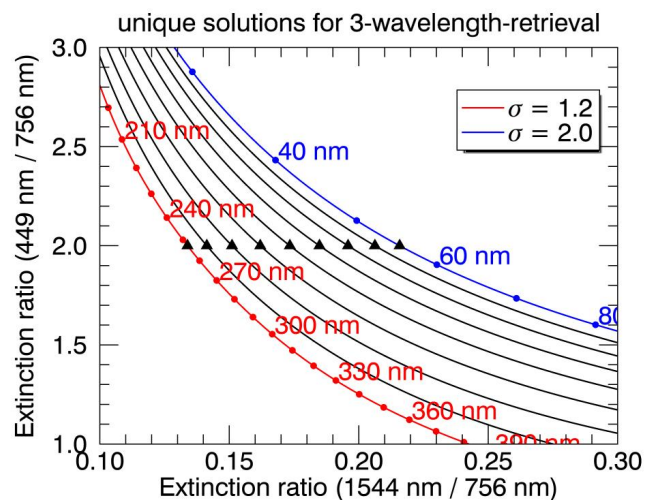 unique solutions for 3-wavelength-retrieval
Extinction ratio (449 nm / 756 nm)
3.0
2.5
2.0
1.5
1.0
σ = 1.2
σ = 2.0
40 nm
60 nm
80
210 nm
240 nm
270 nm
300 nm
330 nm
360 nm
390 nm
0.10
0.15
0.20
0.25
0.30
Extinction ratio (1544 nm / 756 nm)